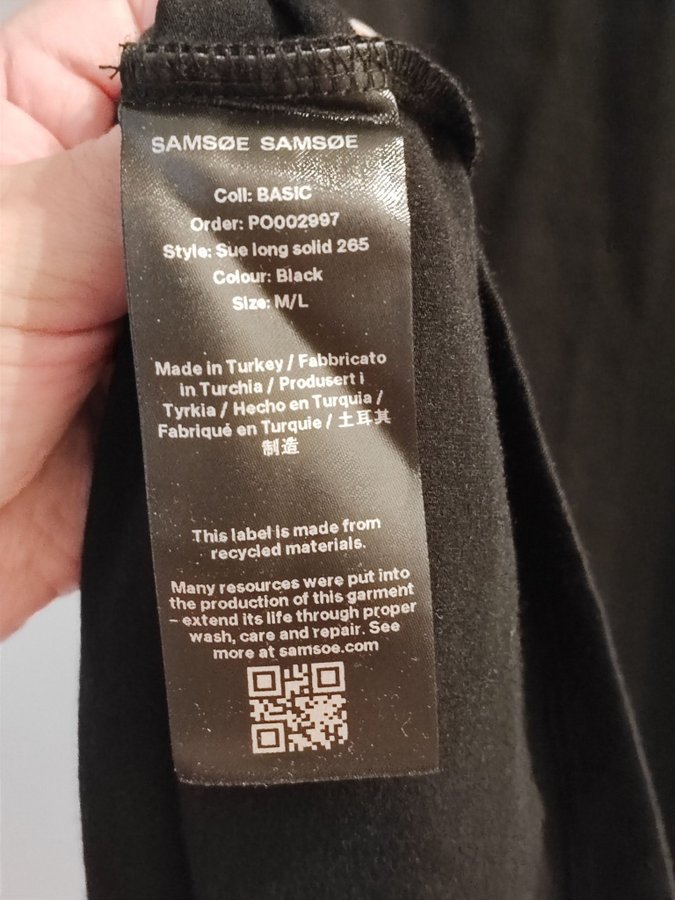 SAMSØE SAMSØE
Coll: BASIC
Order: PO002997
Style: Sue long solid 265
Colour: Black
Size: M/L
Made in Turkey / Fabbricato
in Turchia / Produsert i
Tyrkia / Hecho en Turquia /
Fabriqué en Turquie / 土耳其
制造
This label is made from
recycled materials.
Many resources were put into
the production of this garment
– extend its life through proper
wash, care and repair. See
more at samsoe.com